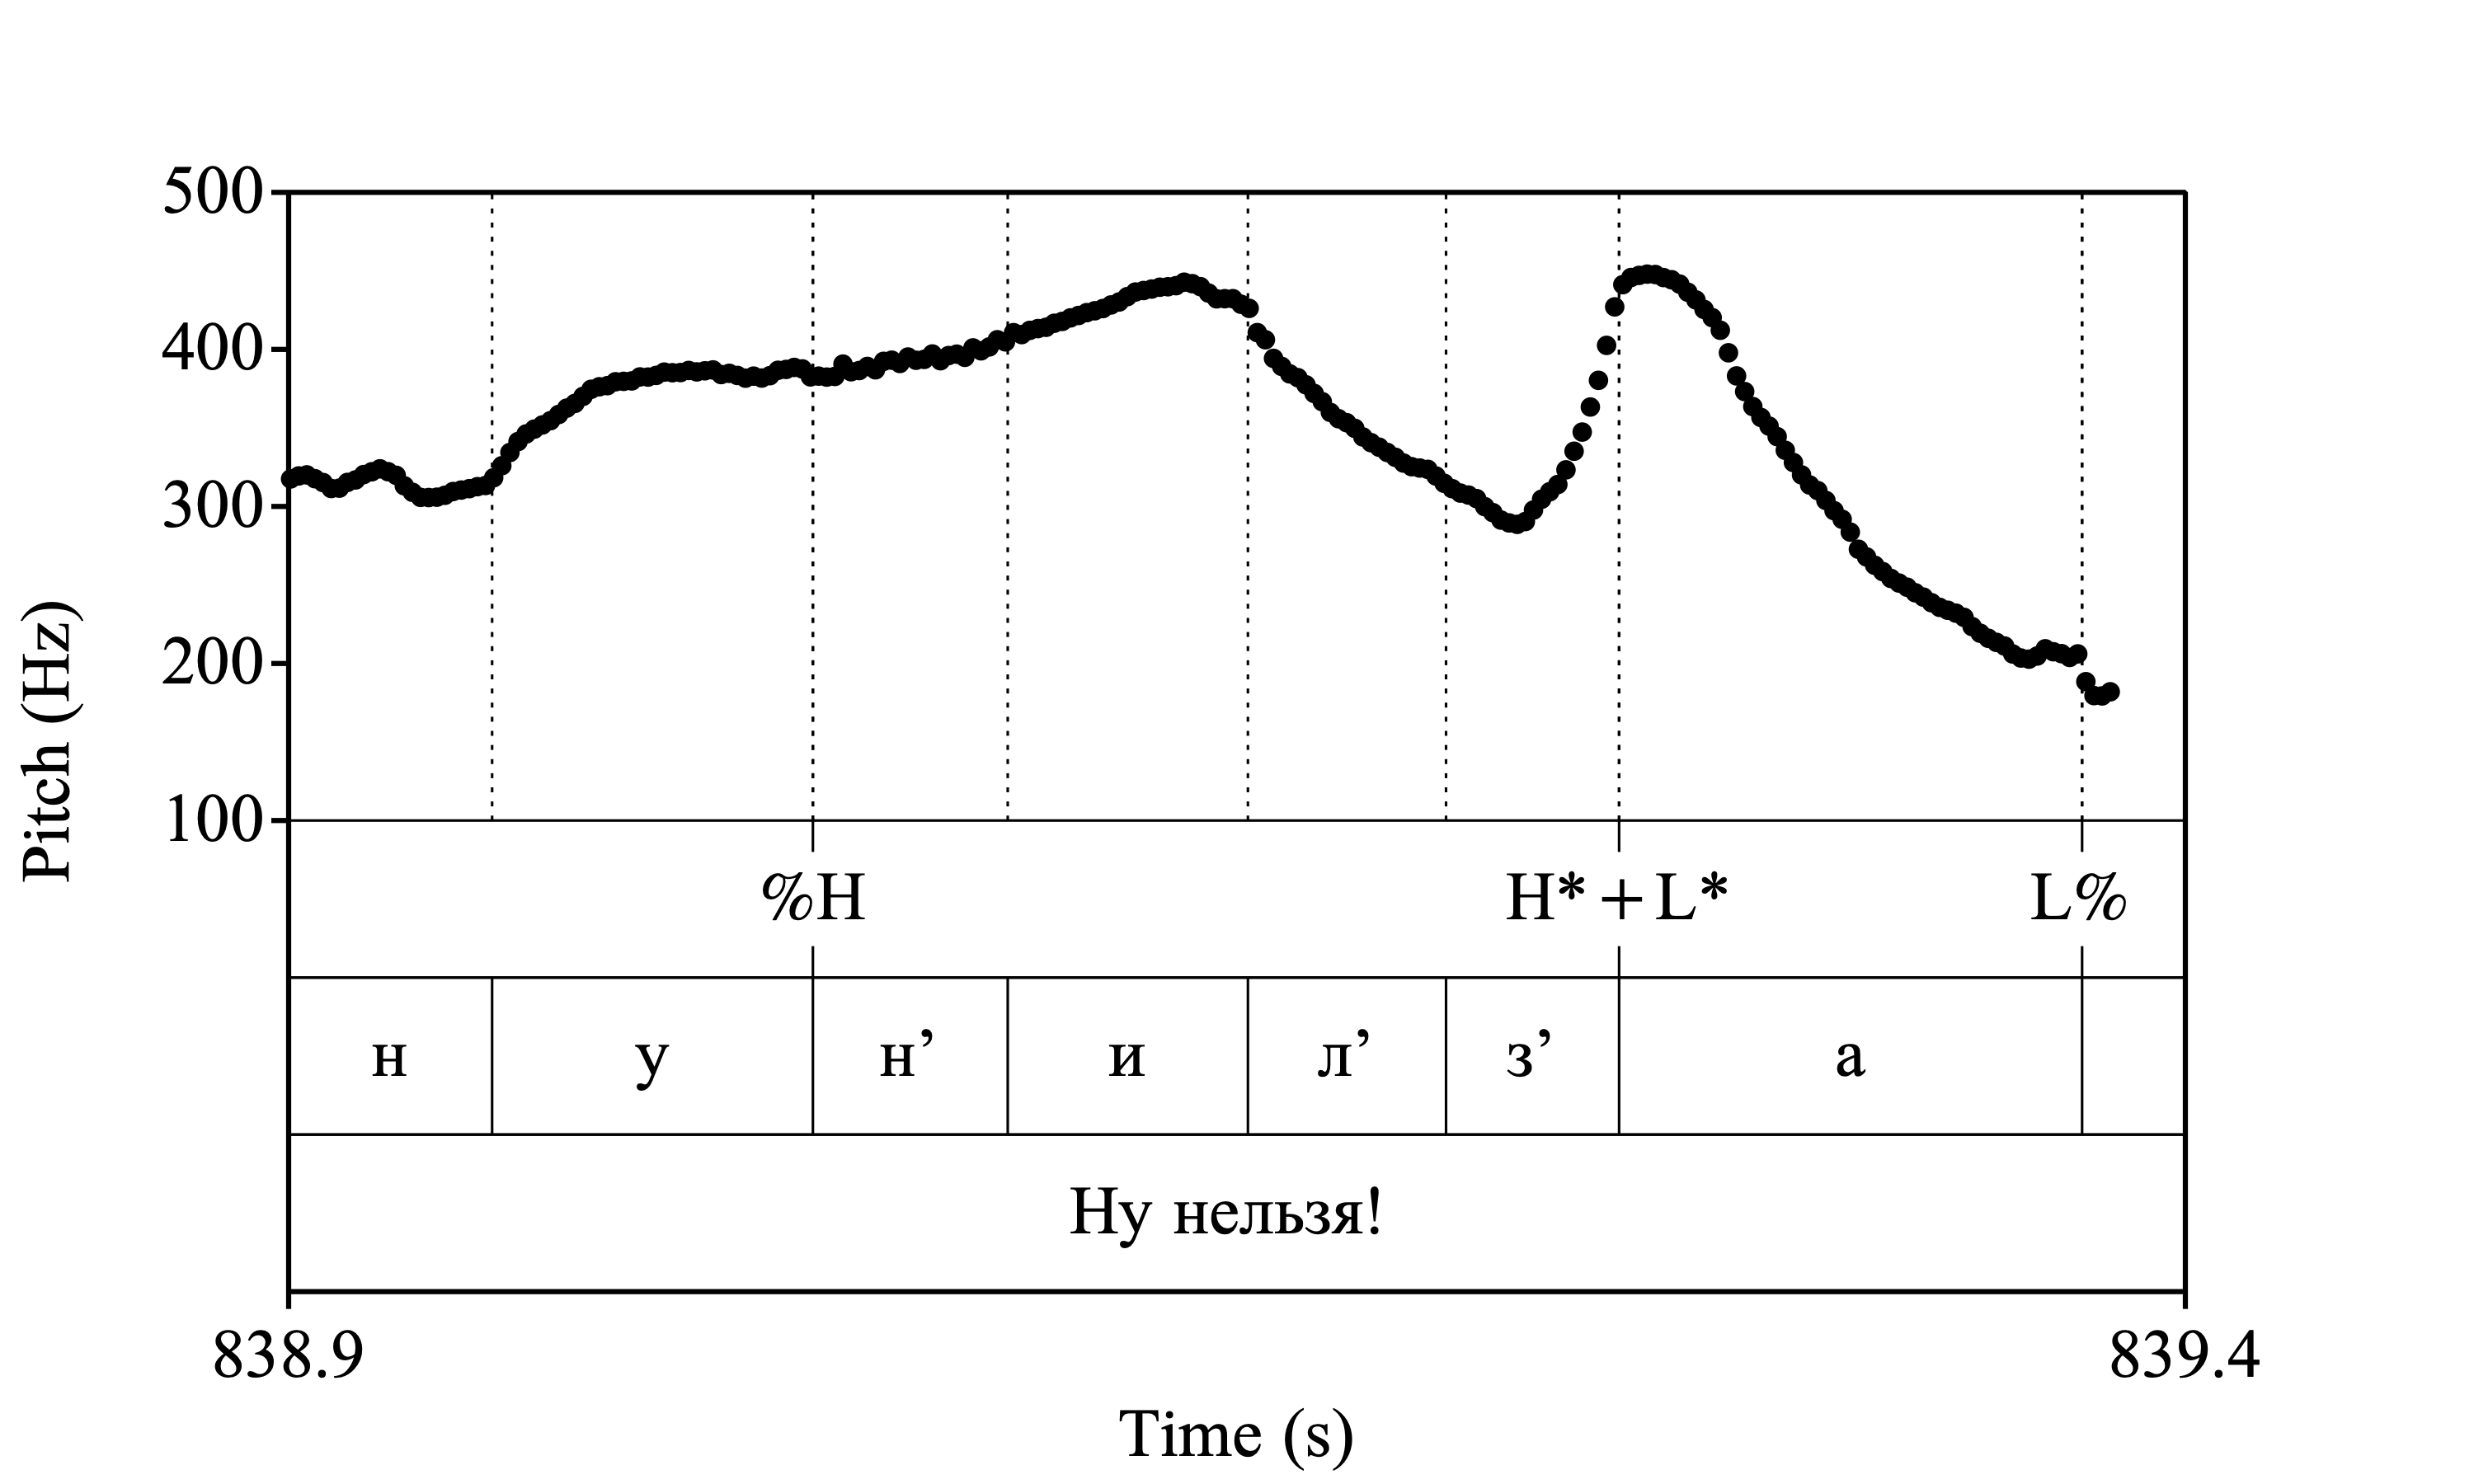 500
400
300
200
100
Pitch (Hz)
%H H*+L* L%
н у н’ и л’ з’ а
Ну нельзя!
838.9 839.4
Time (s)